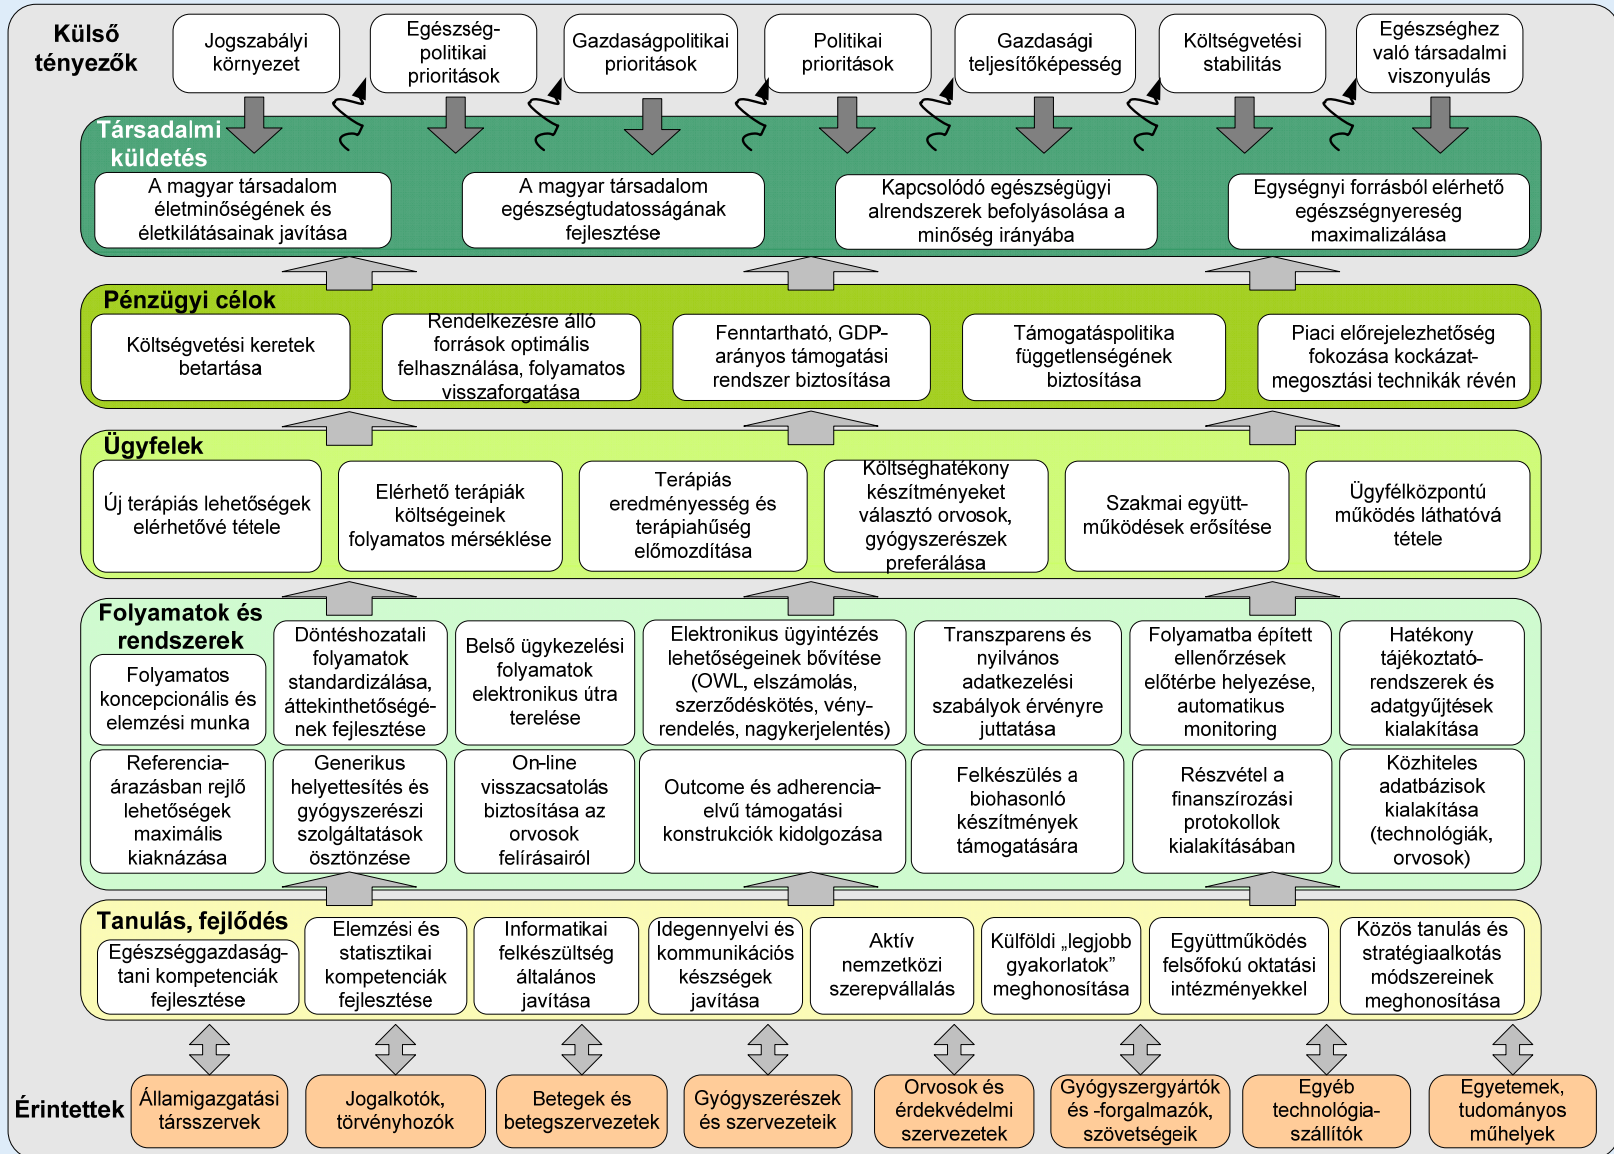 Külső
tényezők
Jogszabályi
környezet
Egészség-
politikai
prioritások
Gazdaságpolitikai
prioritások
Politikai
prioritások
Gazdasági
teljesítőképesség
Költségvetési
stabilitás
Egészséghez
való társadalmi
viszonyulás
Társadalmi
küldetés
A magyar társadalom
életminőségének és
életkilátásainak javítása
A magyar társadalom
egészségtudatosságának
fejlesztése
Kapcsolódó egészségügyi
alrendszerek befolyásolása a
minőség irányába
Egységnyi forrásból elérhető
egészségnyereség
maximalizálása
Pénzügyi célok
Költségvetési keretek
betartása
Rendelkezésre álló
források optimális
felhasználása, folyamatos
visszaforgatása
Fenntartható, GDP-
arányos támogatási
rendszer biztosítása
Támogatáspolitika
függetlenségének
biztosítása
Piaci előrejelezhetőség
fokozása kockázat-
megosztási technikák révén
Ügyfelek
Új terápiás lehetőségek
elérhetővé tétele
Elérhető terápiák
költségeinek
folyamatos mérséklése
Terápiás
eredményesség és
terápiahűség
előmozdítása
Költséghatékony
készítményeket
választó orvosok,
gyógyszerészek
preferálása
Szakmai együtt-
működések erősítése
Ügyfélközpontú
működés láthatóvá
tétele
Folyamatok és
rendszerek
Folyamatos
koncepcionális és
elemzési munka
Döntéshozatali
folyamatok
standardizálása,
áttekinthetőségé-
nek fejlesztése
Belső ügykezelési
folyamatok
elektronikus útra
terelése
Elektronikus ügyintézés
lehetőségeinek bővítése
(OWL, elszámolás,
szerződéskötés, vény-
rendelés, nagykerjelentés)
Transzparens és
nyilvános
adatkezelési
szabályok érvényre
juttatása
Folyamatba épített
ellenőrzések
előtérbe helyezése,
automatikus
monitoring
Hatékony
tájékoztató-
rendszerek és
adatgyűjtések
kialakítása
Referencia-
árazásban rejlő
lehetőségek
maximális
kiaknázása
Generikus
helyettesítés és
gyógyszerészi
szolgáltatások
ösztönzése
On-line
visszacsatolás
biztosítása az
orvosok
felírásairól
Outcome és adherencia-
elvű támogatási
konstrukciók kidolgozása
Felkészülés a
biohasonló
készítmények
támogatására
Részvétel a
finanszírozási
protokollok
kialakításában
Közhiteles
adatbázisok
kialakítása
(technológiák,
orvosok)
Tanulás, fejlődés
Egészséggazdaság-
tani kompetenciák
fejlesztése
Elemzési és
statisztikai
kompetenciák
fejlesztése
Informatikai
felkészültség
általános
javítása
Idegennyelvi és
kommunikációs
készségek
javítása
Aktív
nemzetközi
szerepvállalás
Külföldi „legjobb
gyakorlatok”
meghonosítása
Együttműködés
felsőfokú oktatási
intézményekkel
Közös tanulás és
stratégiaalkotás
módszereinek
meghonosítása
Érintettek
Államigazgatási
társszervek
Jogalkotók,
törvényhozók
Betegek és
betegszervezetek
Gyógyszerészek
és szervezeteik
Orvosok és
érdekvédelmi
szervezetek
Gyógyszergyártók
és -forgalmazók,
szövetségeik
Egyéb
technológia-
szállítók
Egyetemek,
tudományos
műhelyek